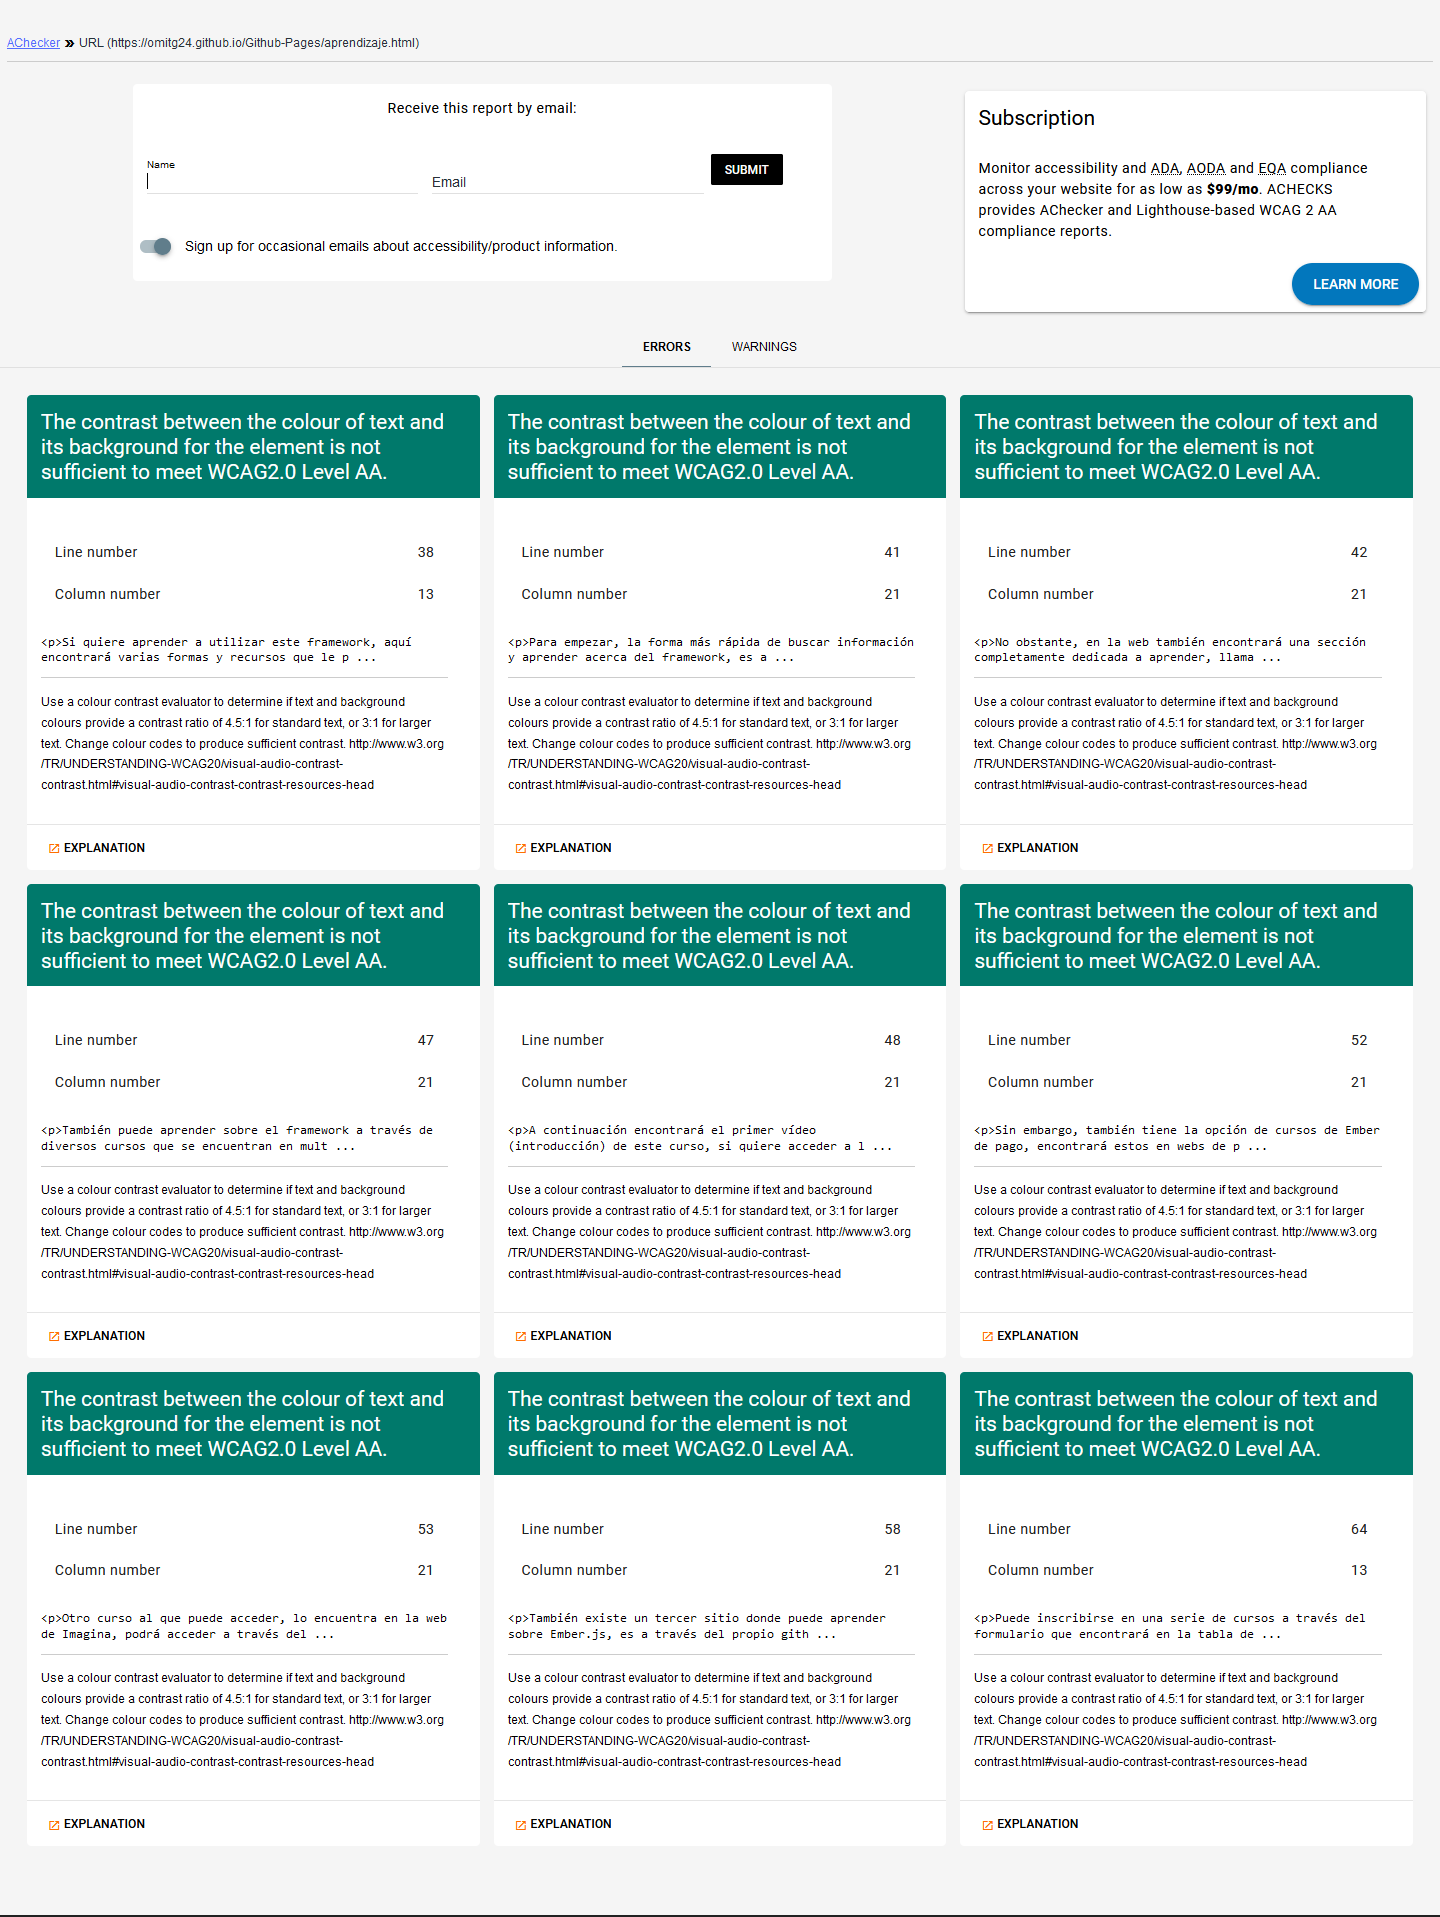 AChecker » URL (https://omitg24.github.io/Github-Pages/aprendizaje.html)
Receive this report by email:
Name
Email
SUBMIT
Sign up for occasional emails about accessibility/product information.
Subscription
Monitor accessibility and ADA, AODA and EQA compliance
across your website for as low as $99/mo. ACHECKS
provides AChecker and Lighthouse-based WCAG 2 AA
compliance reports.
LEARN MORE
ERRORS WARNINGS
The contrast between the colour of text and
its background for the element is not
sufficient to meet WCAG2.0 Level AA.
Line number 38
Column number 13
<p>Si quiere aprender a utilizar este framework, aquí
encontrará varias formas y recursos que le p ...
Use a colour contrast evaluator to determine if text and background
colours provide a contrast ratio of 4.5:1 for standard text, or 3:1 for larger
text. Change colour codes to produce sufficient contrast. http://www.w3.org
/TR/UNDERSTANDING-WCAG20/visual-audio-contrast-
contrast.html#visual-audio-contrast-contrast-resources-head
EXPLANATION
The contrast between the colour of text and
its background for the element is not
sufficient to meet WCAG2.0 Level AA.
Line number 41
Column number 21
<p>Para empezar, la forma más rápida de buscar información
y aprender acerca del framework, es a ...
Use a colour contrast evaluator to determine if text and background
colours provide a contrast ratio of 4.5:1 for standard text, or 3:1 for larger
text. Change colour codes to produce sufficient contrast. http://www.w3.org
/TR/UNDERSTANDING-WCAG20/visual-audio-contrast-
contrast.html#visual-audio-contrast-contrast-resources-head
EXPLANATION
The contrast between the colour of text and
its background for the element is not
sufficient to meet WCAG2.0 Level AA.
Line number 42
Column number 21
<p>No obstante, en la web también encontrará una sección
completamente dedicada a aprender, llama ...
Use a colour contrast evaluator to determine if text and background
colours provide a contrast ratio of 4.5:1 for standard text, or 3:1 for larger
text. Change colour codes to produce sufficient contrast. http://www.w3.org
/TR/UNDERSTANDING-WCAG20/visual-audio-contrast-
contrast.html#visual-audio-contrast-contrast-resources-head
EXPLANATION
The contrast between the colour of text and
its background for the element is not
sufficient to meet WCAG2.0 Level AA.
Line number 47
Column number 21
<p>También puede aprender sobre el framework a través de
diversos cursos que se encuentran en mult ...
Use a colour contrast evaluator to determine if text and background
colours provide a contrast ratio of 4.5:1 for standard text, or 3:1 for larger
text. Change colour codes to produce sufficient contrast. http://www.w3.org
/TR/UNDERSTANDING-WCAG20/visual-audio-contrast-
contrast.html#visual-audio-contrast-contrast-resources-head
EXPLANATION
The contrast between the colour of text and
its background for the element is not
sufficient to meet WCAG2.0 Level AA.
Line number 48
Column number 21
<p>A continuación encontrará el primer vídeo
(introducción) de este curso, si quiere acceder a l ...
Use a colour contrast evaluator to determine if text and background
colours provide a contrast ratio of 4.5:1 for standard text, or 3:1 for larger
text. Change colour codes to produce sufficient contrast. http://www.w3.org
/TR/UNDERSTANDING-WCAG20/visual-audio-contrast-
contrast.html#visual-audio-contrast-contrast-resources-head
EXPLANATION
The contrast between the colour of text and
its background for the element is not
sufficient to meet WCAG2.0 Level AA.
Line number 52
Column number 21
<p>Sin embargo, también tiene la opción de cursos de Ember
de pago, encontrará estos en webs de p ...
Use a colour contrast evaluator to determine if text and background
colours provide a contrast ratio of 4.5:1 for standard text, or 3:1 for larger
text. Change colour codes to produce sufficient contrast. http://www.w3.org
/TR/UNDERSTANDING-WCAG20/visual-audio-contrast-
contrast.html#visual-audio-contrast-contrast-resources-head
EXPLANATION
The contrast between the colour of text and
its background for the element is not
sufficient to meet WCAG2.0 Level AA.
Line number 53
Column number 21
<p>Otro curso al que puede acceder, lo encuentra en la web
de Imagina, podrá acceder a través del ...
Use a colour contrast evaluator to determine if text and background
colours provide a contrast ratio of 4.5:1 for standard text, or 3:1 for larger
text. Change colour codes to produce sufficient contrast. http://www.w3.org
/TR/UNDERSTANDING-WCAG20/visual-audio-contrast-
contrast.html#visual-audio-contrast-contrast-resources-head
EXPLANATION
The contrast between the colour of text and
its background for the element is not
sufficient to meet WCAG2.0 Level AA.
Line number 58
Column number 21
<p>También existe un tercer sitio donde puede aprender
sobre Ember.js, es a través del propio gith ...
Use a colour contrast evaluator to determine if text and background
colours provide a contrast ratio of 4.5:1 for standard text, or 3:1 for larger
text. Change colour codes to produce sufficient contrast. http://www.w3.org
/TR/UNDERSTANDING-WCAG20/visual-audio-contrast-
contrast.html#visual-audio-contrast-contrast-resources-head
EXPLANATION
The contrast between the colour of text and
its background for the element is not
sufficient to meet WCAG2.0 Level AA.
Line number 64
Column number 13
<p>Puede inscribirse en una serie de cursos a través del
formulario que encontrará en la tabla de ...
Use a colour contrast evaluator to determine if text and background
colours provide a contrast ratio of 4.5:1 for standard text, or 3:1 for larger
text. Change colour codes to produce sufficient contrast. http://www.w3.org
/TR/UNDERSTANDING-WCAG20/visual-audio-contrast-
contrast.html#visual-audio-contrast-contrast-resources-head
EXPLANATION